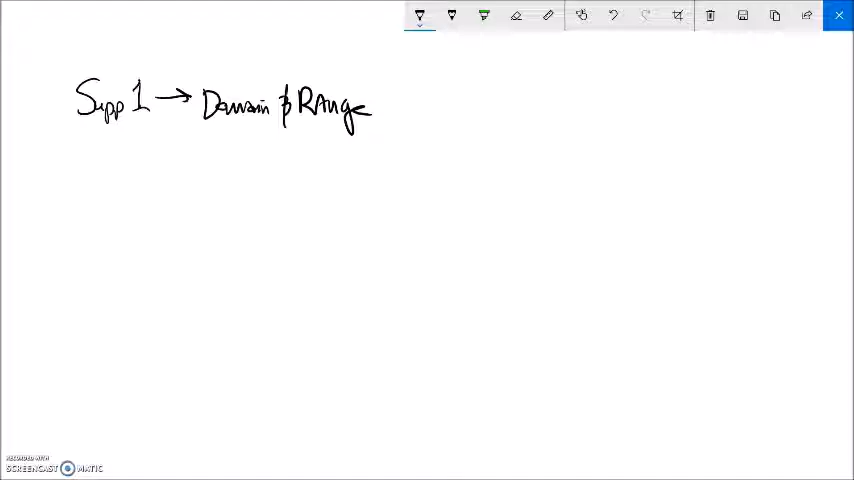 Supp 1 → Domain & RAnge
RECORDED WITH
SCREENCAST MATIC